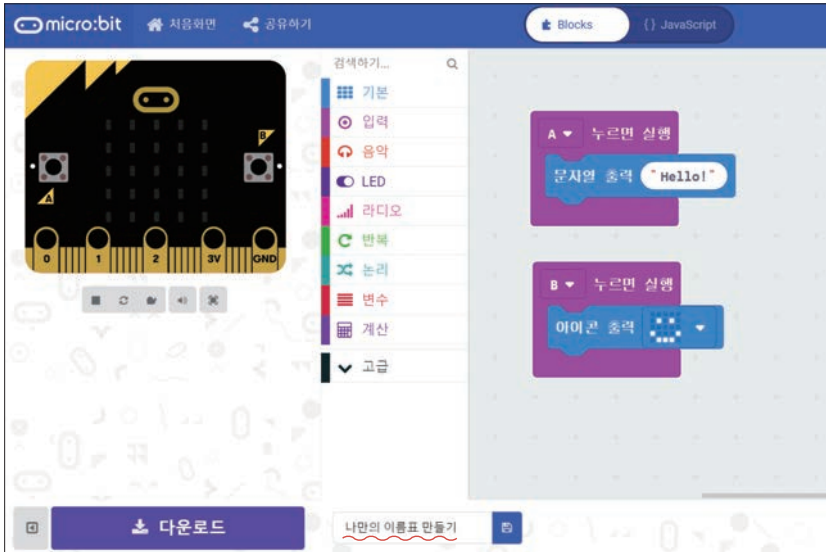 micro:bit 처음화면 공유하기 Blocks {} JavaScript
검색하기...
기본
입력
음악
LED
라디오
반복
논리
변수
계산
고급
A
B
0 1 2 3V GND
A 누르면 실행
문자열 출력 "Hello!"
B 누르면 실행
아이콘 출력
다운로드
나만의 이름표 만들기